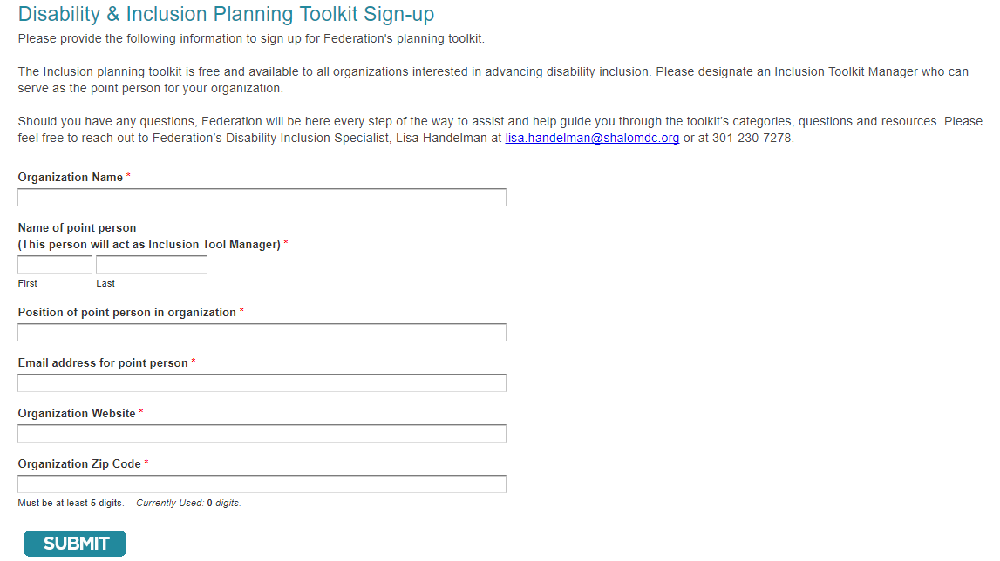 Disability & Inclusion Planning Toolkit Sign-up
Please provide the following information to sign up for Federation's planning toolkit.
The Inclusion planning toolkit is free and available to all organizations interested in advancing disability inclusion. Please designate an Inclusion Toolkit Manager who can
serve as the point person for your organization.
Should you have any questions, Federation will be here every step of the way to assist and help guide you through the toolkit’s categories, questions and resources. Please
feel free to reach out to Federation’s Disability Inclusion Specialist, Lisa Handelman at lisa.handelman@shalomdc.org or at 301-230-7278.
Organization Name *
Name of point person
(This person will act as Inclusion Tool Manager) *
First Last
Position of point person in organization *
Email address for point person *
Organization Website *
Organization Zip Code *
Must be at least 5 digits. Currently Used: 0 digits.
SUBMIT